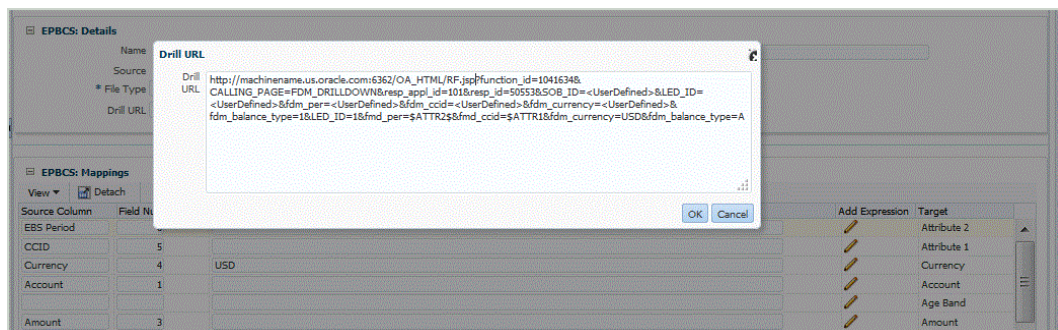 EPBCS: Details
Name
Source
* File Type
Drill URL
Drill URL
Drill URL
http://machinename.us.oracle.com:6362/OA_HTML/RF.jsp?function_id=1041634&
CALLING_PAGE=FDM_DRILLDOWN&resp_appl_id=101&resp_id=50553&SOB_ID=<UserDefined>&LED_ID=
<UserDefined>&fdm_per=<UserDefined>&fdm_ccid=<UserDefined>&fdm_currency=<UserDefined>&
fdm_balance_type=1&LED_ID=1&fmd_per=$ATTR2$&fmd_ccid=$ATTR1&fdm_currency=USD&fdm_balance_type=A
OK Cancel
EPBCS: Mappings
View Detach
Source Column Field Nu Add Expression Target
EBS Period Attribute 2
CCID 5 Attribute 1
Currency 4 USD Currency
Account 1 Account
Age Band
Amount 3 Amount